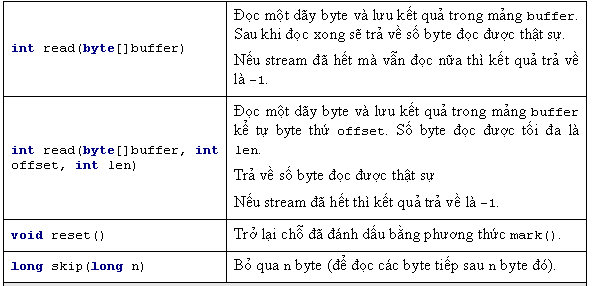 int read(byte[]buffer)
Đọc một dãy byte và lưu kết quả trong mảng buffer.
Sau khi đọc xong sẽ trả về số byte đọc được thật sự.
Nếu stream đã hết mà vẫn đọc nữa thì kết quả trả về
là -1.
int read(byte[]buffer, int
offset, int len)
Đọc một dãy byte và lưu kết quả trong mảng buffer
kể tự byte thứ offset. Số byte đọc được tối đa là
len.
Trả về số byte đọc được thật sự
Nếu stream đã hết thì kết quả trả về là -1.
void reset()
Trở lại chỗ đã đánh dấu bằng phương thức mark().
long skip(long n)
Bỏ qua n byte (để đọc các byte tiếp sau n byte đó).